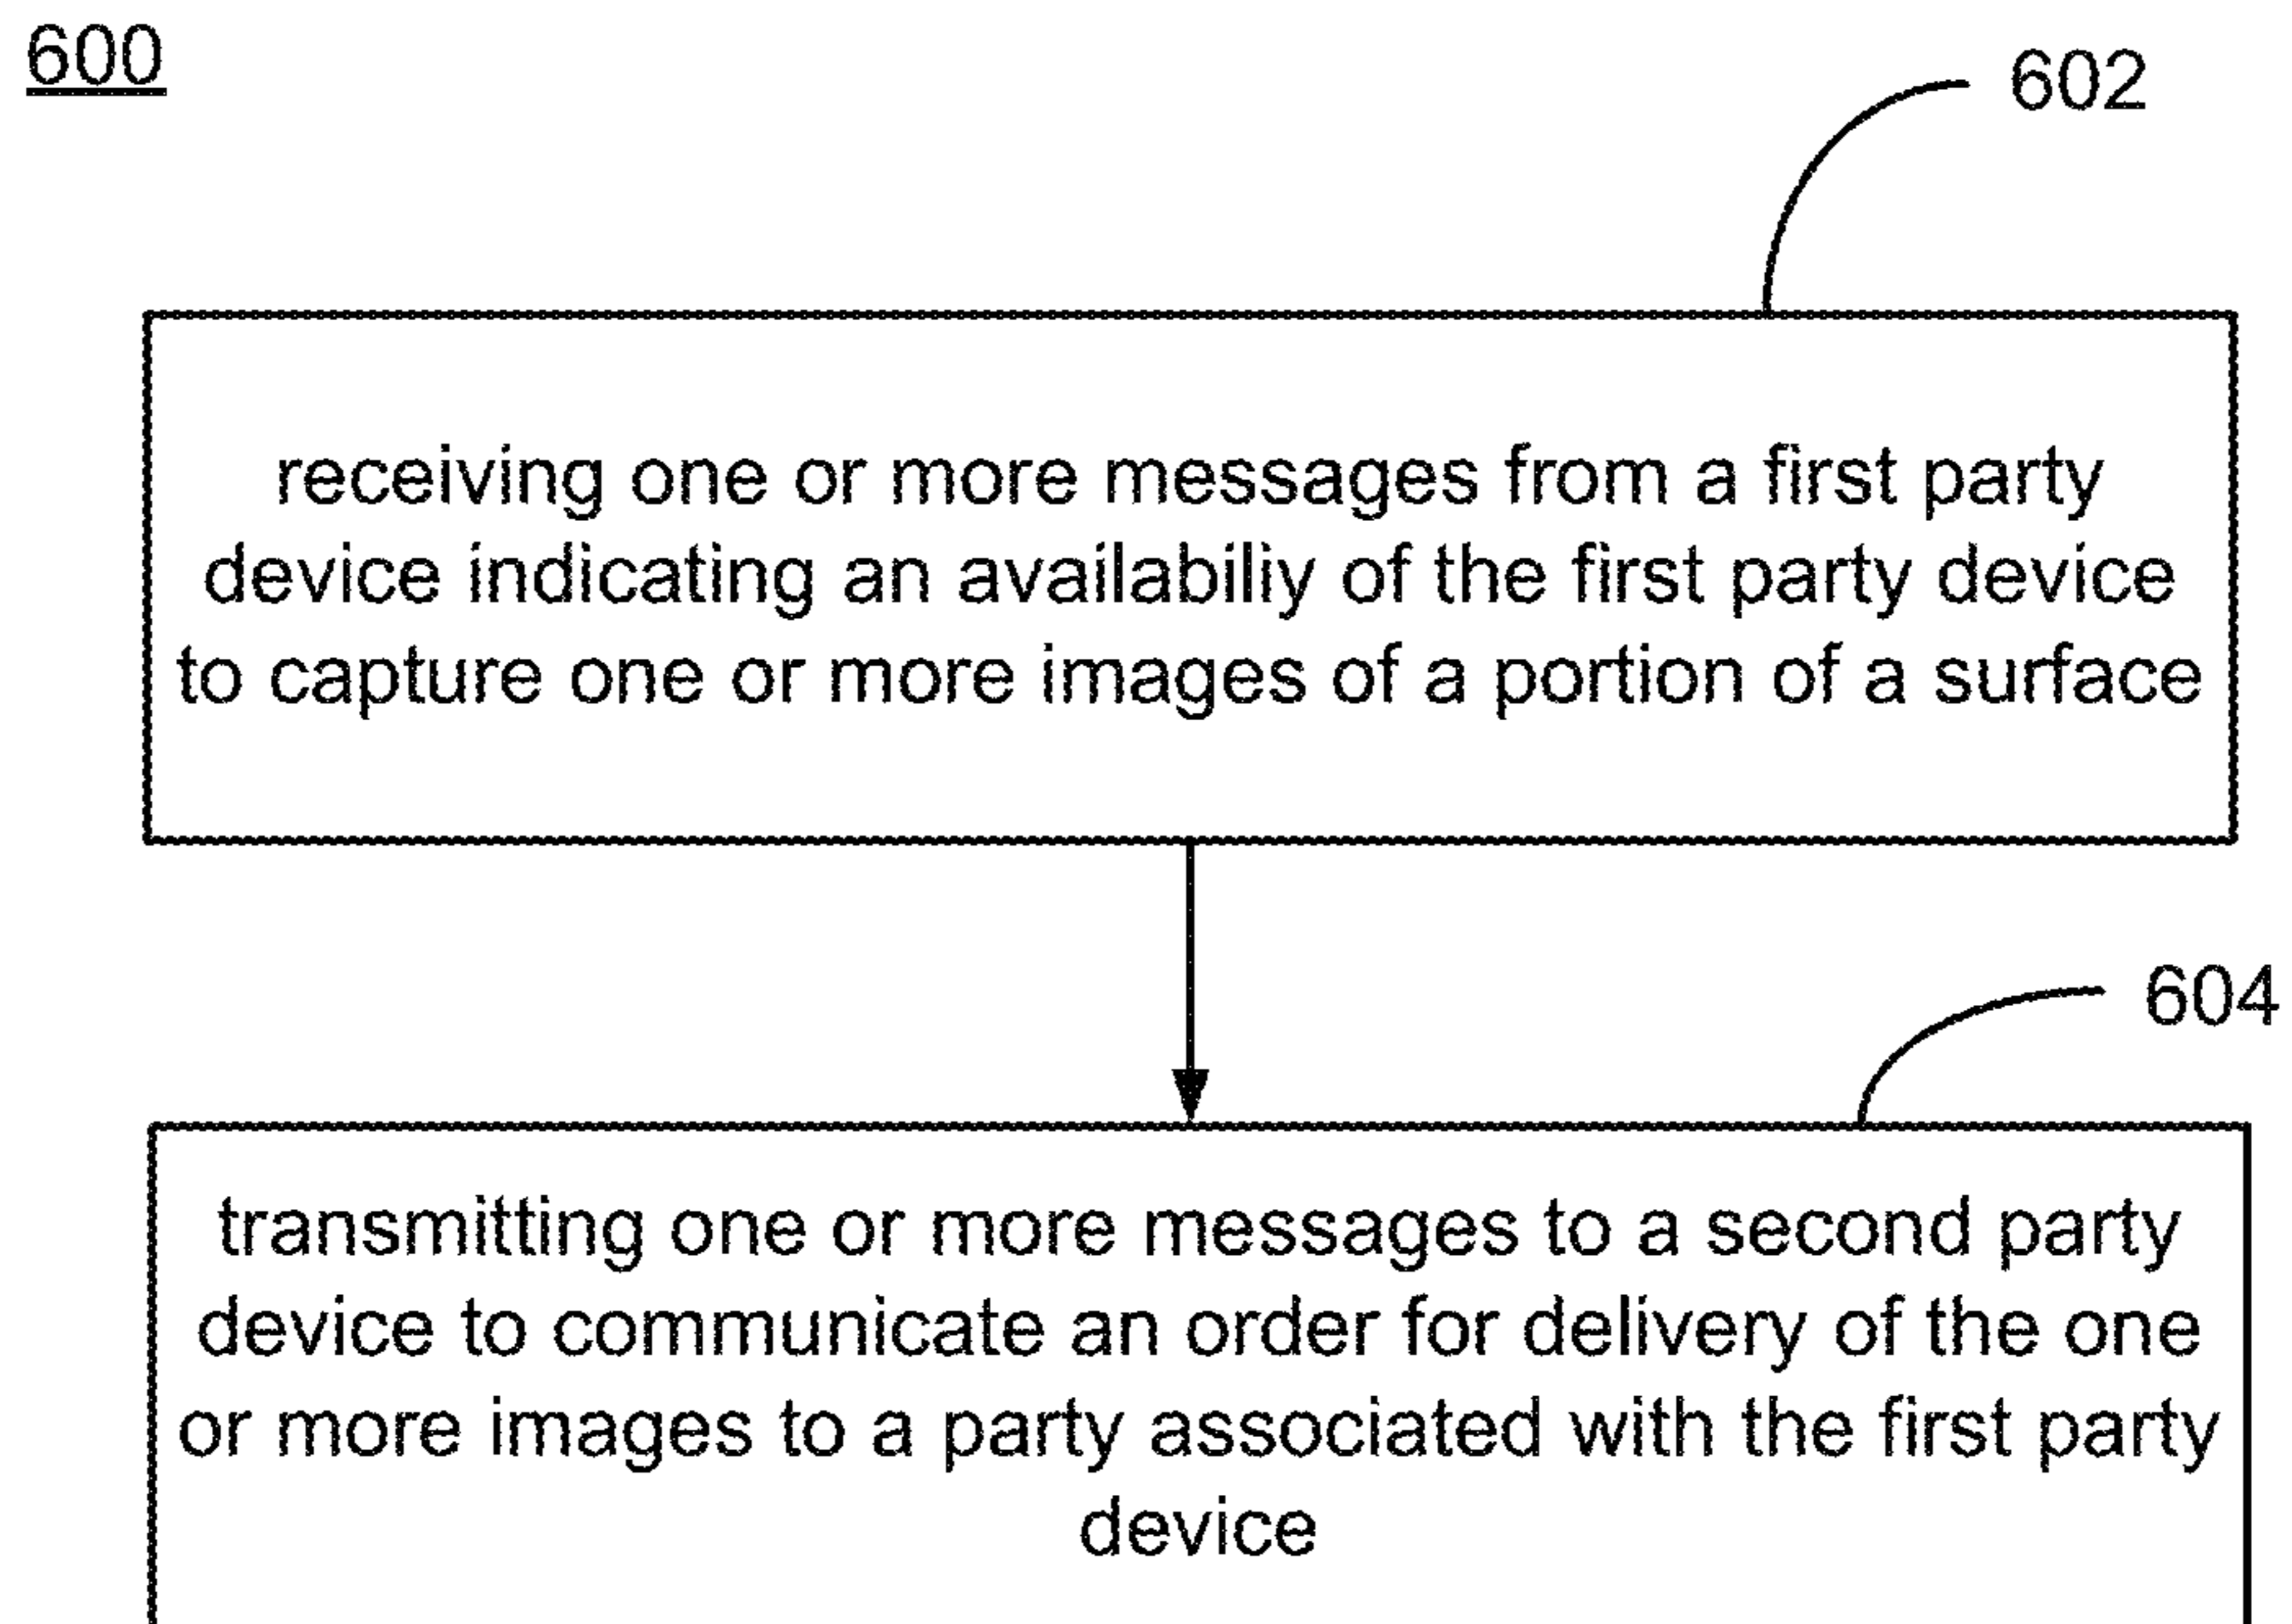 600
602
receiving one or more messages from a first party
device indicating an availabiliy of the first party device
to capture one or more images of a portion of a surface
604
transmitting one or more messages to a second party
device to communicate an order for delivery of the one
or more images to a party associated with the first party
device